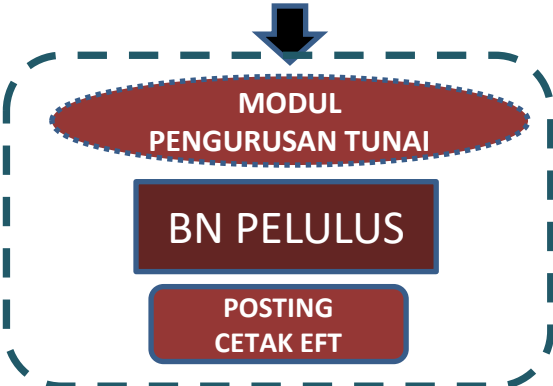 MODUL
PENGURUSAN TUNAI
BN PELULUS
POSTING
CETAK EFT